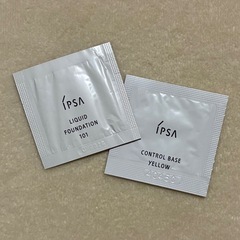 IPSA
LIQUID
FOUNDATION
101
IPSA
CONTROL BASE
YELLOW